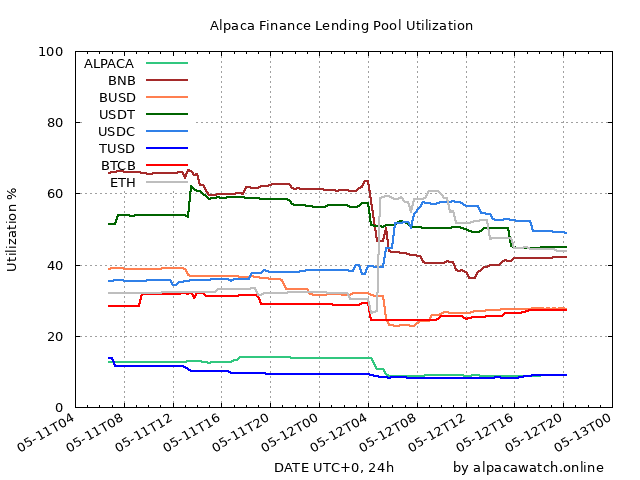 Alpaca Finance Lending Pool Utilization
Utilization %
100
80
60
40
20
0
ALPACA
BNB
BUSD
USDT
USDC
TUSD
BTCB
ETH
05-11T04
05-11T08
05-11T12
05-11T16
05-11T20
05-12T00
05-12T04
05-12T08
05-12T12
05-12T16
05-12T20
05-13T00
DATE UTC+0, 24h
by alpacawatch.online